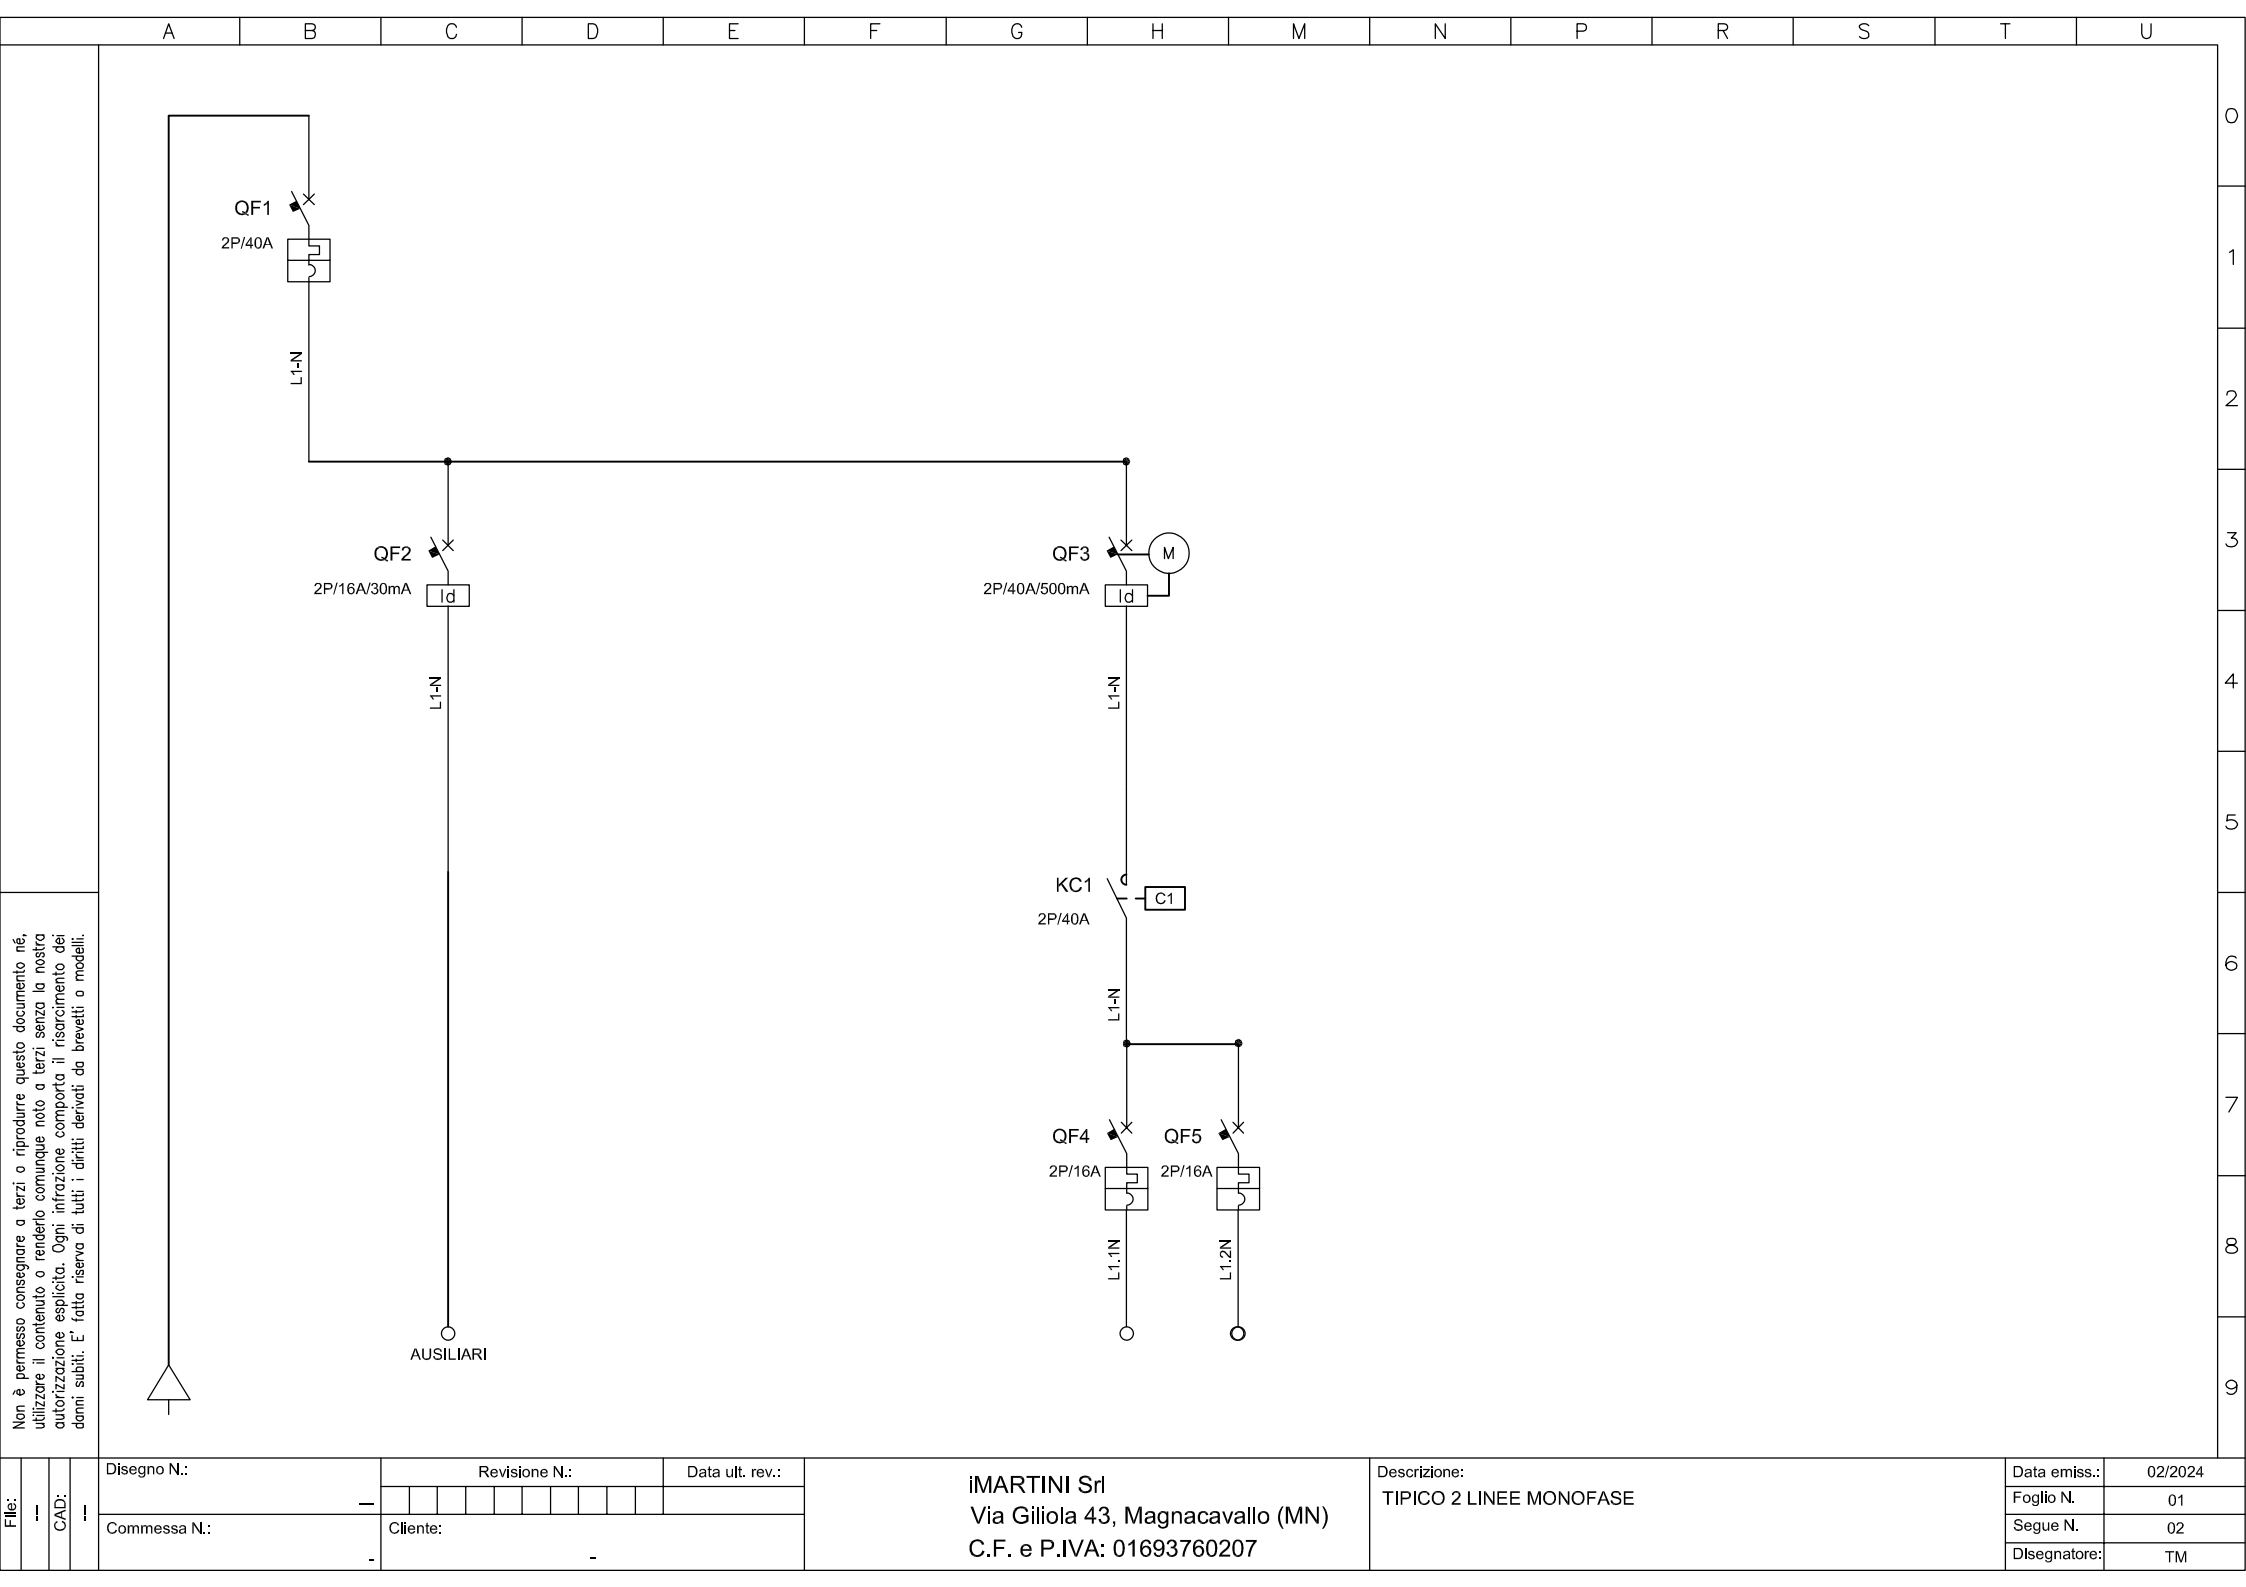 A B C D E F G H M N P R S T U
0
QF1
2P/40A
1
L1-N
2
QF2
2P/16A/30mA
Id
QF3
M
2P/40A/500mA
Id
3
L1-N
L1-N
4
5
KC1
C1
2P/40A
6
L1-N
7
QF4
2P/16A
QF5
2P/16A
L1.1N
L1.2N
8
AUSILIARI
9
Non è permesso consegnare a terzi o riprodurre questo documento né,
utilizzare il contenuto o renderlo comunque noto a terzi senza la nostra
autorizzazione esplicita. Ogni infrazione comporta il risarcimento dei
danni subiti. E' fatta riserva di tutti i diritti derivati da brevetti o modelli.
File:
--
CAD:
--
Disegno N.:
—
Commessa N.:
-
Revisione N.:
Data ult. rev.:
Cliente:
-
iMARTINI Srl
Via Giliola 43, Magnacavallo (MN)
C.F. e P.IVA: 01693760207
Descrizione:
TIPICO 2 LINEE MONOFASE
Data emiss.: 02/2024
Foglio N. 01
Segue N. 02
Disegnatore: TM